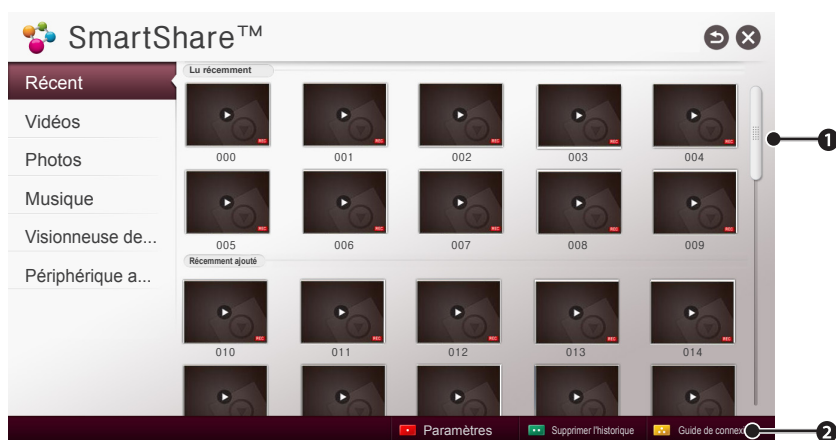 SmartShare™
Récent
Vidéos
Photos
Musique
Visionneuse de...
Périphérique a...
Lu récemment
000 001 002 003 004
005 006 007 008 009
Récemment ajouté
010 011 012 013 014
REC
Paramètres
Supprimer l'historique
Guide de connex
1
2